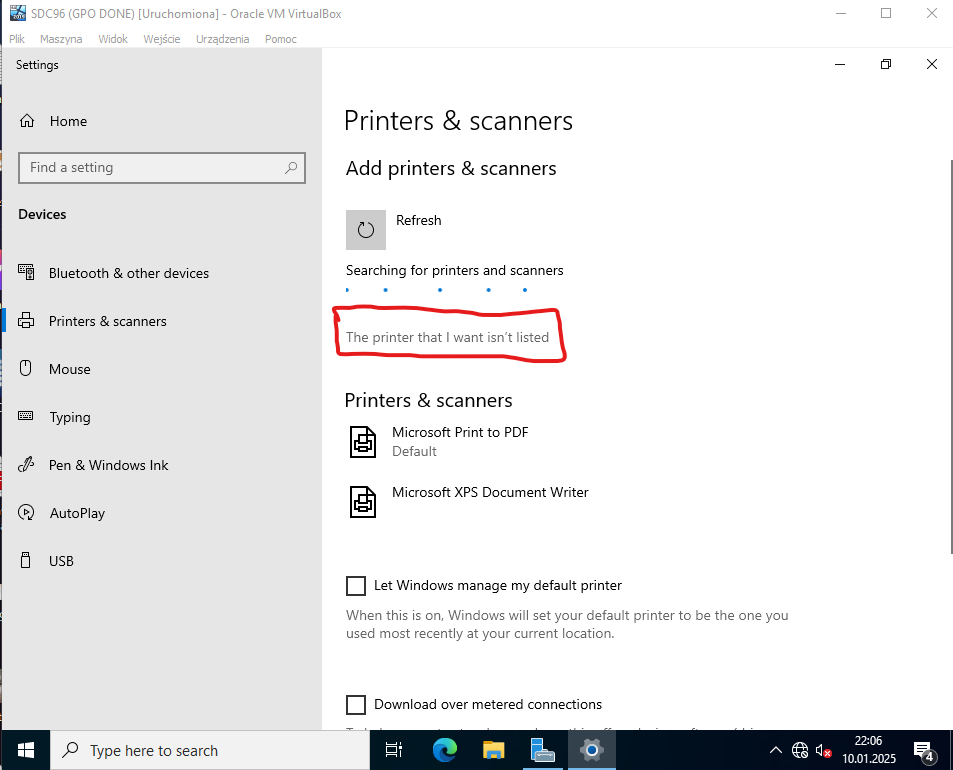 SDC96 (GPO DONE) [Uruchomiona] - Oracle VM VirtualBox
Plik Maszyna Widok Wejście Urządzenia Pomoc
Settings
Home
Find a setting
Devices
Bluetooth & other devices
Printers & scanners
Mouse
Typing
Pen & Windows Ink
AutoPlay
USB
Printers & scanners
Add printers & scanners
Refresh
Searching for printers and scanners
The printer that I want isn't listed
Printers & scanners
Microsoft Print to PDF
Default
Microsoft XPS Document Writer
Let Windows manage my default printer
When this is on, Windows will set your default printer to be the one you
used most recently at your current location.
Download over metered connections
Type here to search
22:06
10.01.2025
4